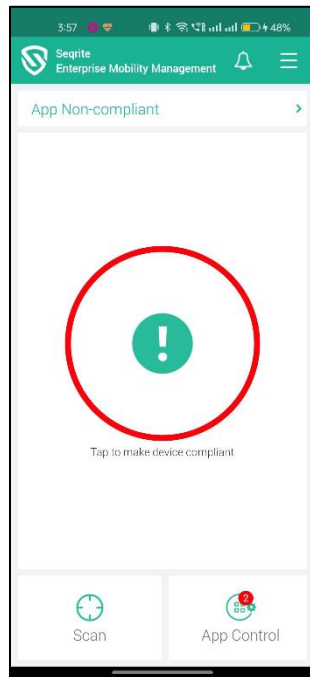 3:57 48%
Seqrite
Enterprise Mobility Management
App Non-compliant
!
Tap to make device compliant
2
Scan App Control